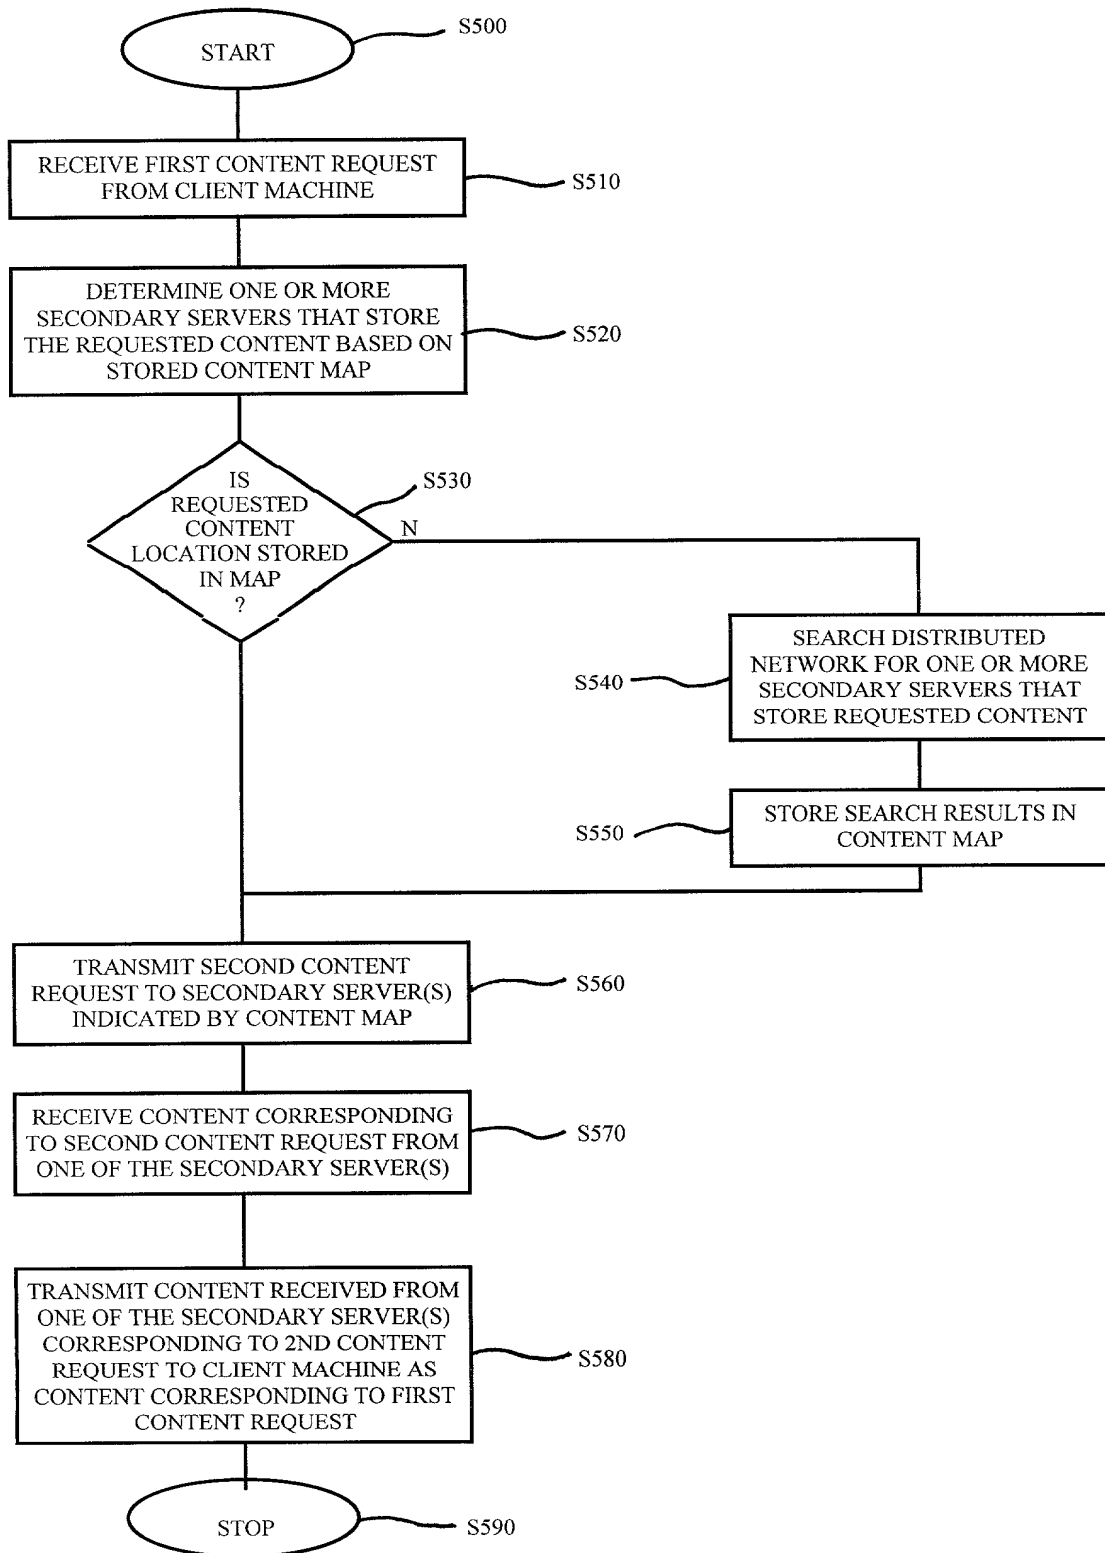 START
S500
RECEIVE FIRST CONTENT REQUEST
FROM CLIENT MACHINE
S510
DETERMINE ONE OR MORE
SECONDARY SERVERS THAT STORE
THE REQUESTED CONTENT BASED ON
STORED CONTENT MAP
S520
IS
REQUESTED
CONTENT
LOCATION STORED
IN MAP
?
S530
N
SEARCH DISTRIBUTED
NETWORK FOR ONE OR MORE
SECONDARY SERVERS THAT
STORE REQUESTED CONTENT
S540
STORE SEARCH RESULTS IN
CONTENT MAP
S550
TRANSMIT SECOND CONTENT
REQUEST TO SECONDARY SERVER(S)
INDICATED BY CONTENT MAP
S560
RECEIVE CONTENT CORRESPONDING
TO SECOND CONTENT REQUEST FROM
ONE OF THE SECONDARY SERVER(S)
S570
TRANSMIT CONTENT RECEIVED FROM
ONE OF THE SECONDARY SERVER(S)
CORRESPONDING TO 2ND CONTENT
REQUEST TO CLIENT MACHINE AS
CONTENT CORRESPONDING TO FIRST
CONTENT REQUEST
S580
STOP
S590